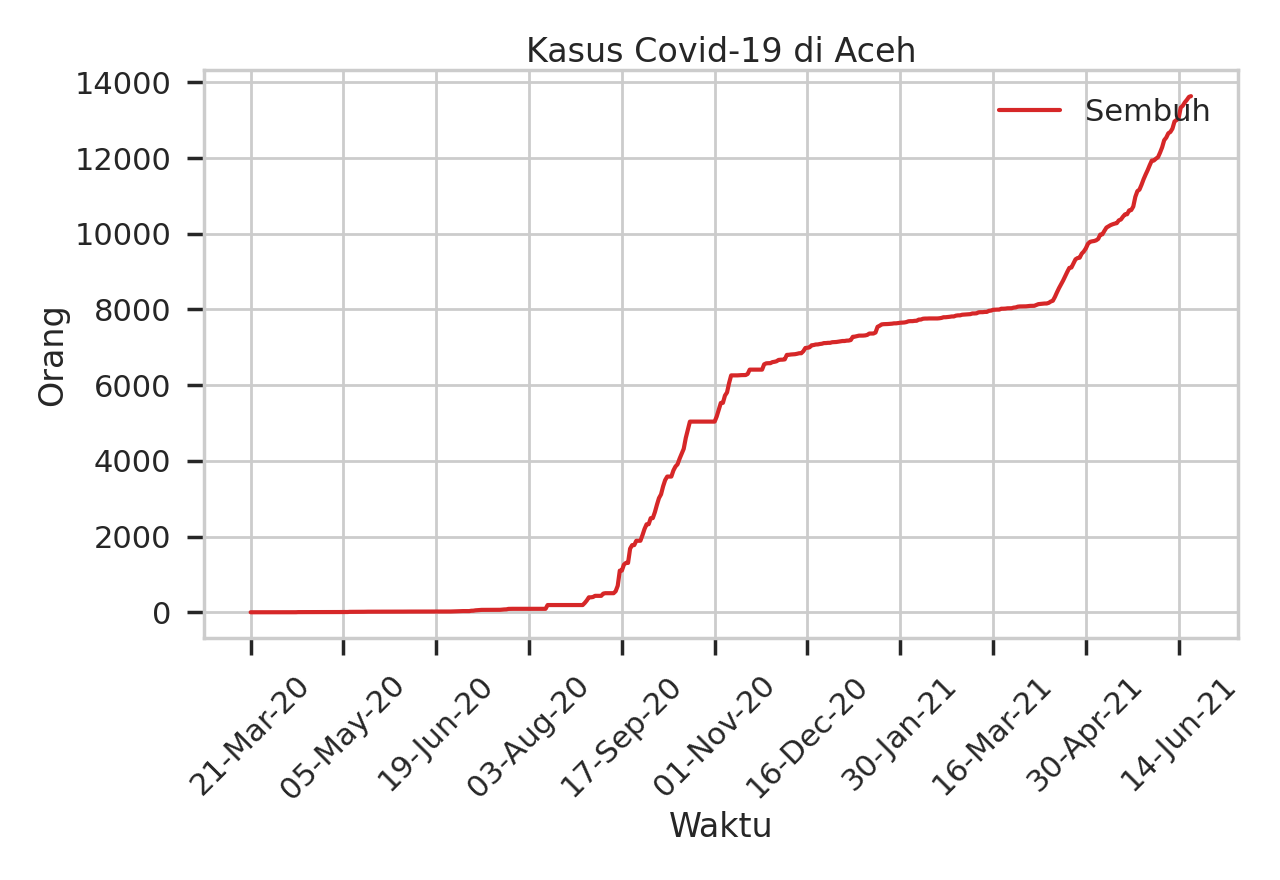 Kasus Covid-19 di Aceh
14000
12000
10000
8000
6000
4000
2000
0
Orang
Sembuh
21-Mar-20
05-May-20
19-Jun-20
03-Aug-20
17-Sep-20
01-Nov-20
16-Dec-20
30-Jan-21
16-Mar-21
30-Apr-21
14-Jun-21
Waktu